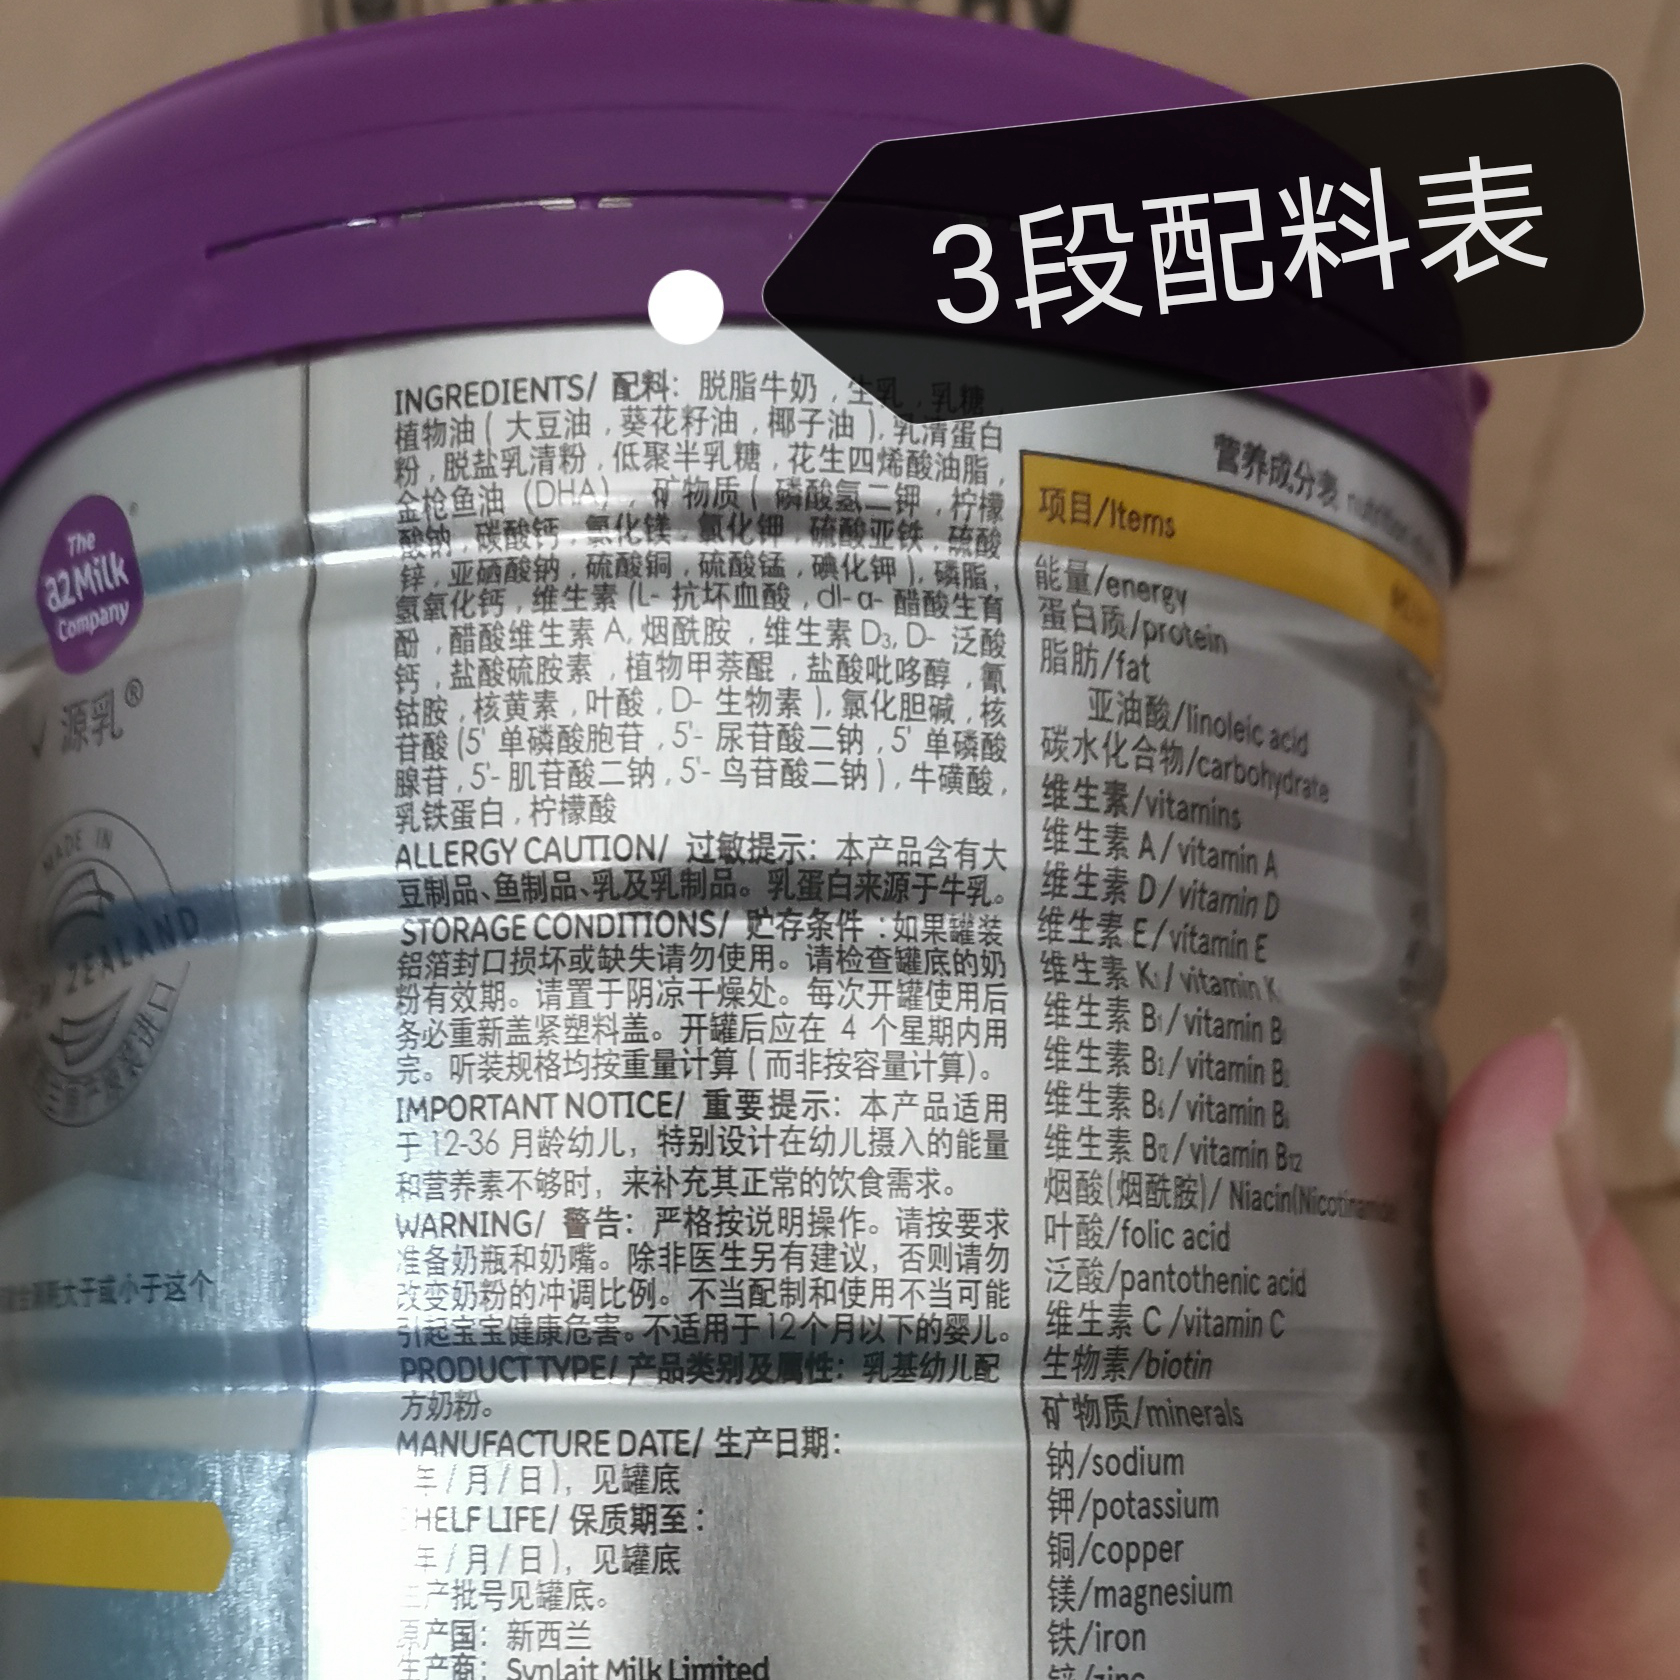 3段配料表
The
a2 Milk
Company
源乳®
MADE IN
ZEALAND
大于或小于这个
INGREDIENTS/ 配料：脱脂牛奶，生乳，乳糖
植物油（大豆油，葵花籽油，椰子油），乳清蛋白
粉，脱盐乳清粉，低聚半乳糖，花生四烯酸油脂，
金枪鱼油（DHA），矿物质（磷酸氢二钾，柠檬
酸钠，碳酸钙，氯化镁，氯化钾，硫酸亚铁，硫酸
锌，亚硒酸钠，硫酸铜，硫酸锰，碘化钾），磷脂，
氢氧化钙，维生素（L- 抗坏血酸，dl-α- 醋酸生育
酚，醋酸维生素 A, 烟酰胺，维生素 D3, D- 泛酸
钙，盐酸硫胺素，植物甲萘醌，盐酸吡哆醇，氰
钴胺，核黄素，叶酸，D- 生物素），氯化胆碱，核
苷酸（5' 单磷酸胞苷，5'- 尿苷酸二钠，5' 单磷酸
腺苷，5'- 肌苷酸二钠，5'- 鸟苷酸二钠），牛磺酸，
乳铁蛋白，柠檬酸
ALLERGY CAUTION/ 过敏提示：本产品含有大
豆制品、鱼制品、乳及乳制品。乳蛋白来源于牛乳。
STORAGE CONDITIONS/ 贮存条件：如果罐装
铝箔封口损坏或缺失请勿使用。请检查罐底的奶
粉有效期。请置于阴凉干燥处。每次开罐使用后
务必重新盖紧塑料盖。开罐后应在 4 个星期内用
完。听装规格均按重量计算（而非按容量计算）。
IMPORTANT NOTICE/ 重要提示：本产品适用
于12-36 月龄幼儿，特别设计在幼儿摄入的能量
和营养素不够时，来补充其正常的饮食需求。
WARNING/ 警告：严格按说明操作。请按要求
准备奶瓶和奶嘴。除非医生另有建议，否则请勿
改变奶粉的冲调比例。不当配制和使用不当可能
引起宝宝健康危害。不适用于12个月以下的婴儿。
PRODUCT TYPE/ 产品类别及属性：乳基幼儿配
方奶粉。
MANUFACTURE DATE/ 生产日期：
年/月/日），见罐底
SHELF LIFE/ 保质期至：
年/月/日），见罐底
生产批号见罐底。
原产国：新西兰
生产商：Synlait Milk Limited
营养成分表
项目/Items
能量/energy
蛋白质/protein
脂肪/fat
亚油酸/linoleic acid
碳水化合物/carbohydrate
维生素/vitamins
维生素 A/ vitamin A
维生素 D/ vitamin D
维生素 E/ vitamin E
维生素 K1/ vitamin K1
维生素 B1/ vitamin B1
维生素 B2/ vitamin B2
维生素 B6/ vitamin B6
维生素 B12/ vitamin B12
烟酸(烟酰胺)/ Niacin(Nicotinamide)
叶酸/folic acid
泛酸/pantothenic acid
维生素 C /vitamin C
生物素/biotin
矿物质/minerals
钠/sodium
钾/potassium
铜/copper
镁/magnesium
铁/iron
锌/zinc